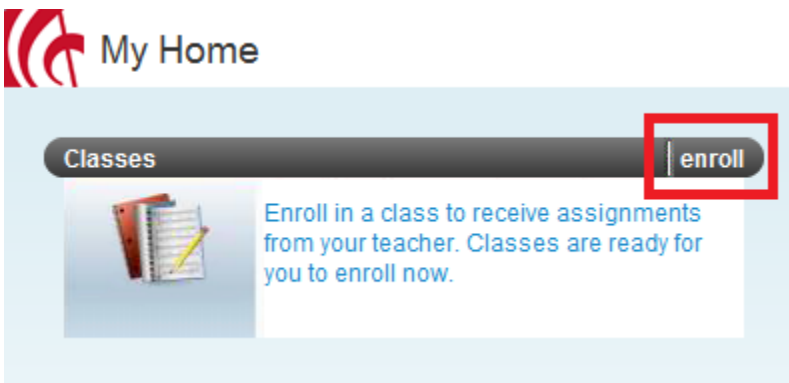 My Home
Classes
enroll
Enroll in a class to receive assignments
from your teacher. Classes are ready for
you to enroll now.